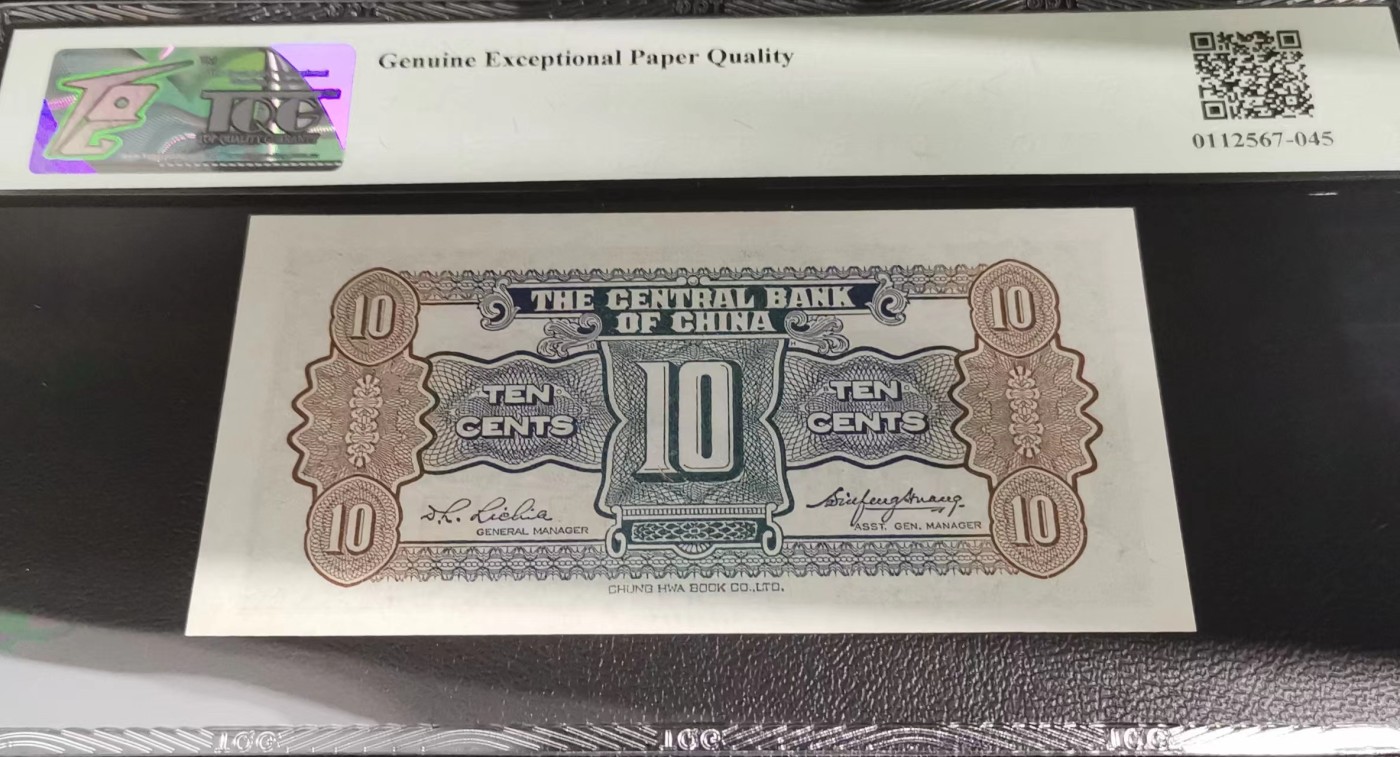 Genuine Exceptional Paper Quality
TQG
0112567-045
THE CENTRAL BANK
OF CHINA
10
10
10
TEN
CENTS
TEN
CENTS
10
10
GENERAL MANAGER
ASST. GEN. MANAGER
CHUNG HWA BOOK CO.,LTD.